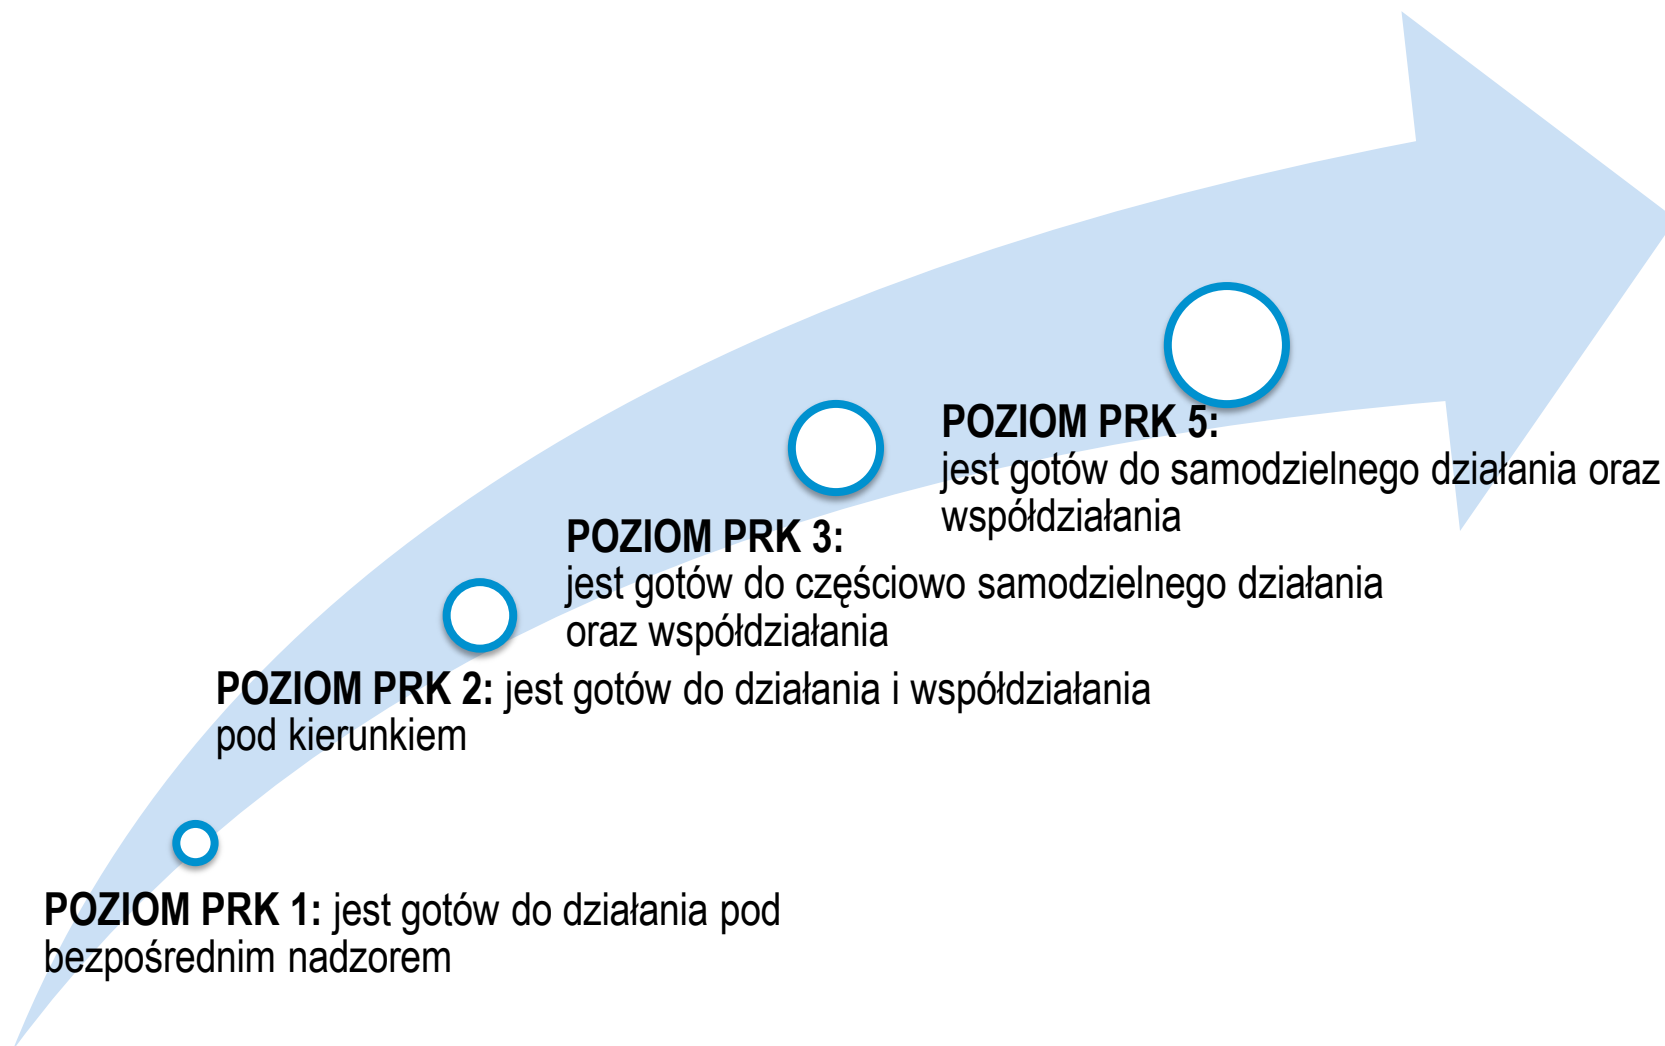 POZIOM PRK 5:
jest gotów do samodzielnego działania oraz
współdziałania
POZIOM PRK 3:
jest gotów do częściowo samodzielnego działania
oraz współdziałania
POZIOM PRK 2: jest gotów do działania i współdziałania
pod kierunkiem
POZIOM PRK 1: jest gotów do działania pod
bezpośrednim nadzorem